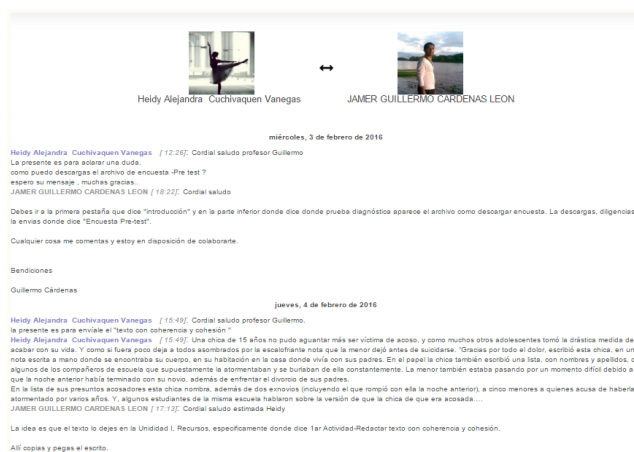 Heidy Alejandra Cuchivaquen Vanegas
JAMER GUILLERMO CARDENAS LEON
miércoles, 3 de febrero de 2016
Heidy Alejandra Cuchivaquen Vanegas [12:26]: Cordial saludo profesor Guillermo
La presente es para aclarar una duda.
como puedo descargas el archivo de encuesta -Pre test ?
espero su mensaje , muchas gracias..
JAMER GUILLERMO CARDENAS LEON [18:22]: Cordial saludo
Debes ir a la primera pestaña que dice "introducción" y en la parte inferior donde dice donde prueba diagnóstica aparece el archivo como descargar encuesta. La descargas, diligencias
la envias donde dice "Encuesta Pre-test".
Cualquier cosa me comentas y estoy en disposición de colaborarte.
Bendiciones
Guillermo Cárdenas
jueves, 4 de febrero de 2016
Heidy Alejandra Cuchivaquen Vanegas [15:49]: Cordial saludo profesor Guillermo.
la presente es para envíale el "texto con coherencia y cohesión "
Heidy Alejandra Cuchivaquen Vanegas [15:49]: Una chica de 15 años no pudo aguantar más ser víctima de acoso, y como muchos otros adolescentes tomó la drástica medida de
acabar con su vida. Y como si fuera poco deja a todos asombrados por la escalofriante nota que la menor dejó antes de suicidarse. "Gracias por todo el dolor, escribió esta chica, en un
nota escrita a mano donde se encontraba su cuerpo, en su habitación en la casa donde vivía con sus padres. En el papel la chica también escribió una lista, con nombres y apellidos,
algunos de los compañeros de escuela que supuestamente la atormentaban y se burlaban de ella constantemente. La menor también estaba pasando por un momento difícil debido a
que la noche anterior había terminado con su novio, además de enfrentar el divorcio de sus padres.
En la lista de sus presuntos acosadores esta chica nombra, además de dos exnovios (incluyendo el que rompió con ella la noche anterior), a cinco menores a quienes acusa de haberla
atormentado por varios años. Y, algunos estudiantes de la misma escuela hablaron sobre la versión de que la chica de que era acosada....
JAMER GUILLERMO CARDENAS LEON [17:13]: Cordial saludo estimada Heidy
La idea es que el texto lo dejes en la Unididad I, Recursos, especificamente donde dice 1ar Actividad-Redactar texto con coherencia y cohesión.
Allí copias y pegas el escrito.